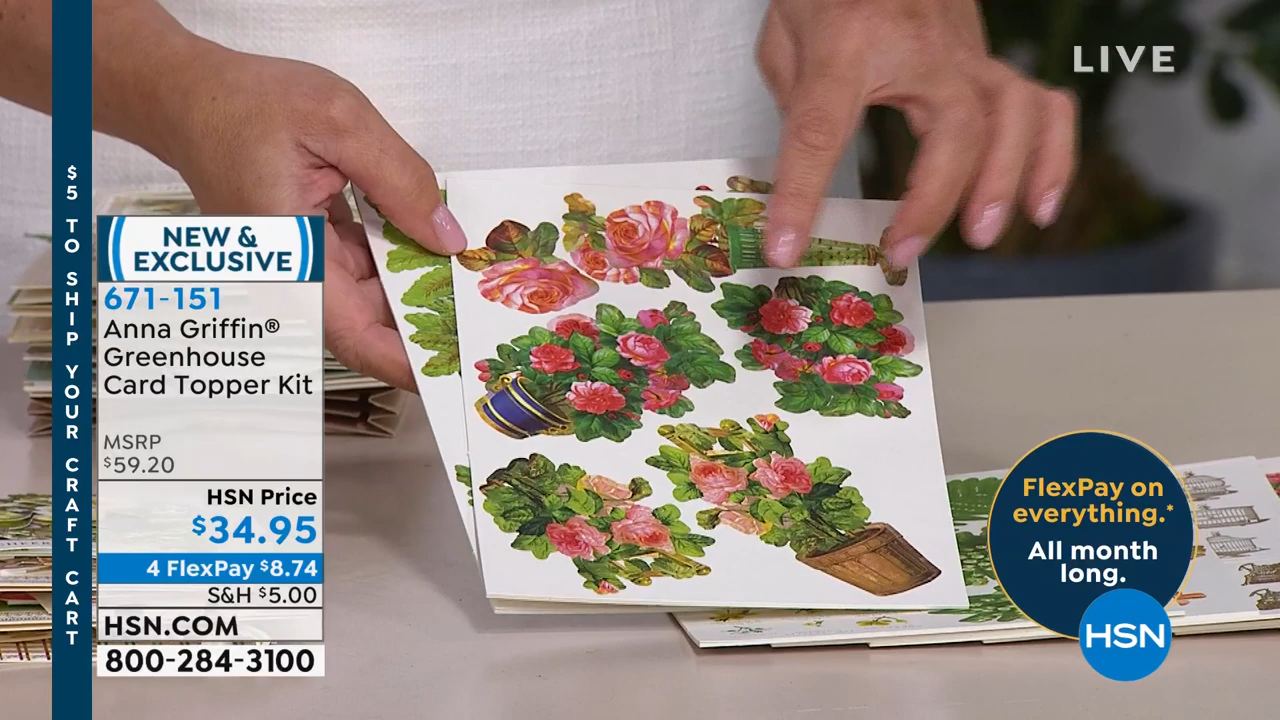 LIVE
$5 TO SHIP YOUR CRAFT CART
NEW &
EXCLUSIVE
671-151
Anna Griffin®
Greenhouse
Card Topper Kit
MSRP
$59.20
HSN Price
$34.95
4 FlexPay $8.74
S&H $5.00
HSN.COM
800-284-3100
FlexPay on
everything.*
All month
long.
HSN